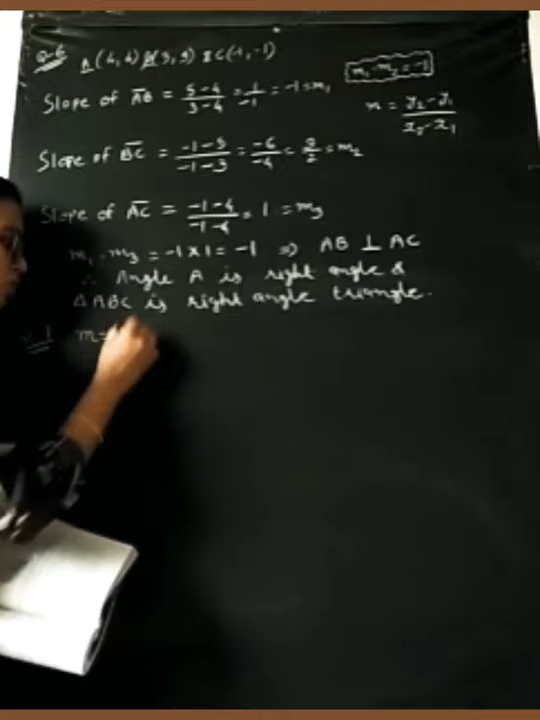 Q-6 A(4,4) B(3,5) & C(-1,-1)
m₁·m₂ = -1
Slope of AB = 5-4/3-4 = 1/-1 = -1 = m₁
m = y₂-y₁/x₂-x₁
Slope of BC = -1-5/-1-3 = -6/-4 = 3/2 = m₂
Slope of AC = -1-4/-1-4 = 1 = m₃
m₁·m₃ = -1×1 = -1 ⇒ AB ⊥ AC
∴ Angle A is right angle &
△ABC is right angle triangle.
m=